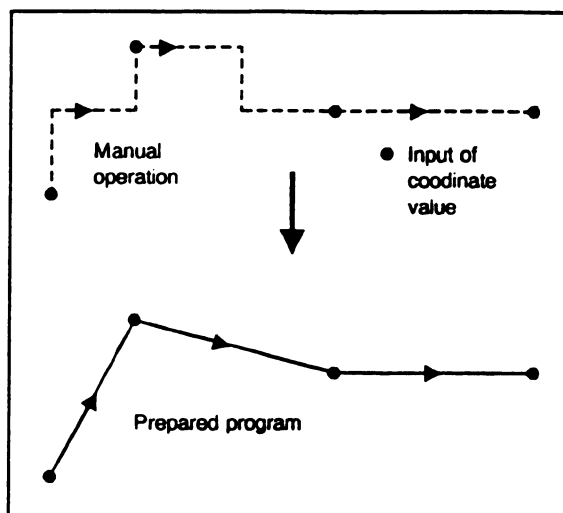 Manual
operation
Input of
coodinate
value
Prepared program